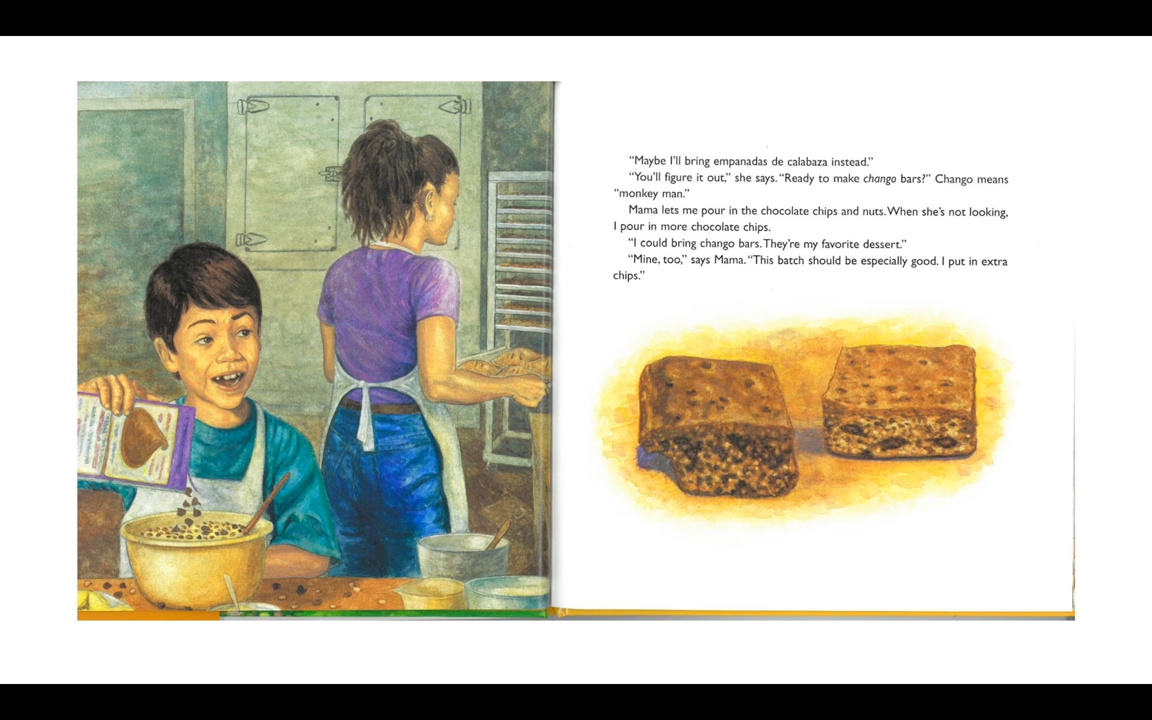 “Maybe I’ll bring empanadas de calabaza instead.”
“You’ll figure it out,” she says. “Ready to make chango bars?” Chango means
“monkey man.”
Mama lets me pour in the chocolate chips and nuts. When she’s not looking,
I pour in more chocolate chips.
“I could bring chango bars. They’re my favorite dessert.”
“Mine, too,” says Mama. “This batch should be especially good. I put in extra
chips.”